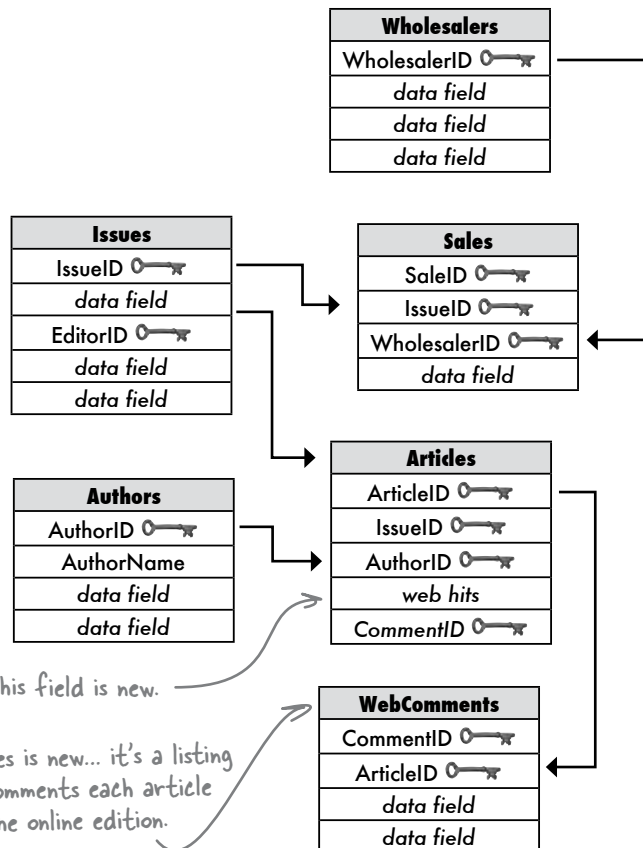 Wholesalers
WholesalerID
data field
data field
data field
Issues
IssueID
data field
EditorID
data field
data field
Sales
SaleID
IssueID
WholesalerID
data field
Authors
AuthorID
AuthorName
data field
data field
Articles
ArticleID
IssueID
AuthorID
web hits
CommentID
his field is new.
WebComments
CommentID
ArticleID
data field
data field
es is new... it's a listing
omments each article
ne online edition.